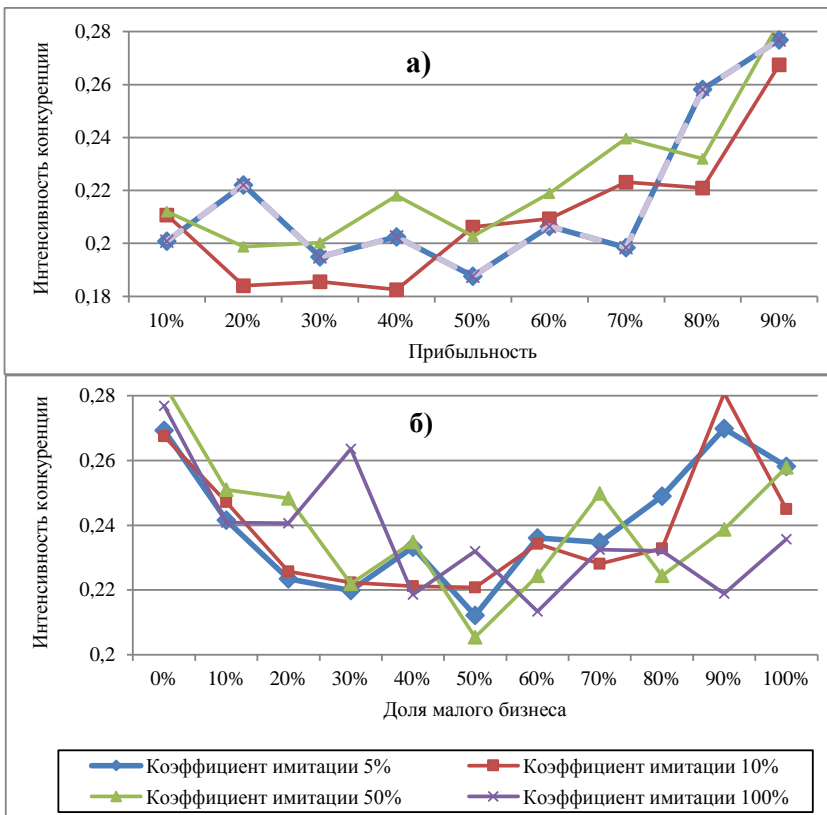 а)
Интенсивность конкуренции
0,28
0,26
0,24
0,22
0,2
0,18
10% 20% 30% 40% 50% 60% 70% 80% 90%
Прибыльность
б)
Интенсивность конкуренции
0,28
0,26
0,24
0,22
0,2
0% 10% 20% 30% 40% 50% 60% 70% 80% 90% 100%
Доля малого бизнеса
Коэффициент имитации 5% Коэффициент имитации 10%
Коэффициент имитации 50% Коэффициент имитации 100%